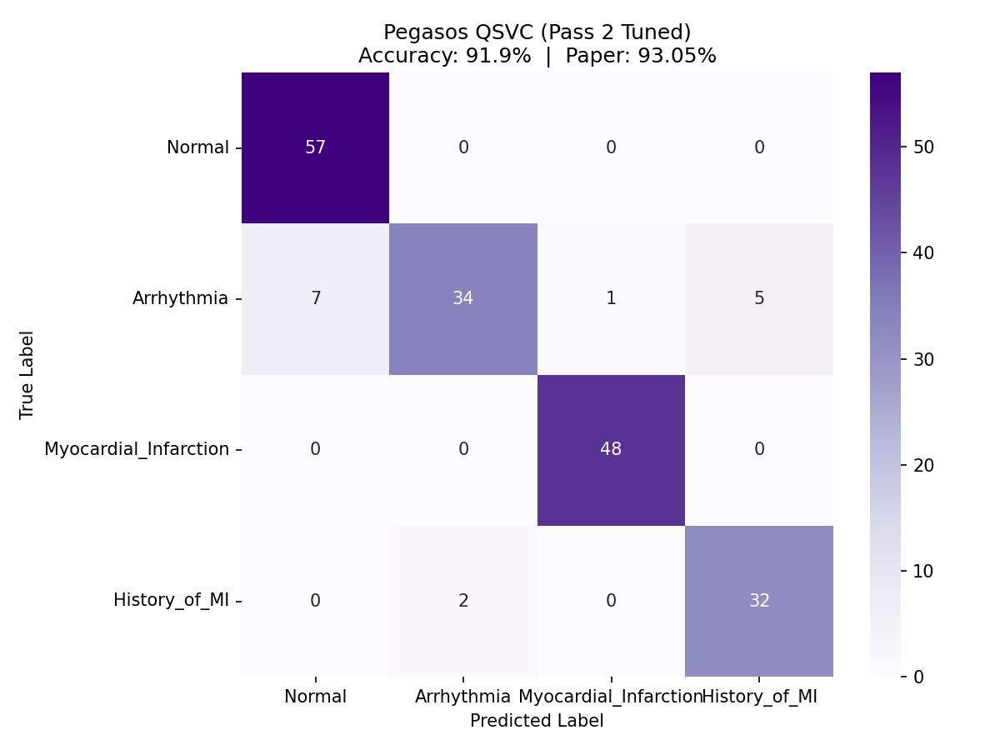 Pegasos QSVC (Pass 2 Tuned)
Accuracy: 91.9%  |  Paper: 93.05%
Normal
57 0 0 0
Arrhythmia
7 34 1 5
Myocardial_Infarction
0 0 48 0
History_of_MI
0 2 0 32
True Label
Normal Arrhythmia Myocardial_Infarction History_of_MI
Predicted Label
50
40
30
20
10
0